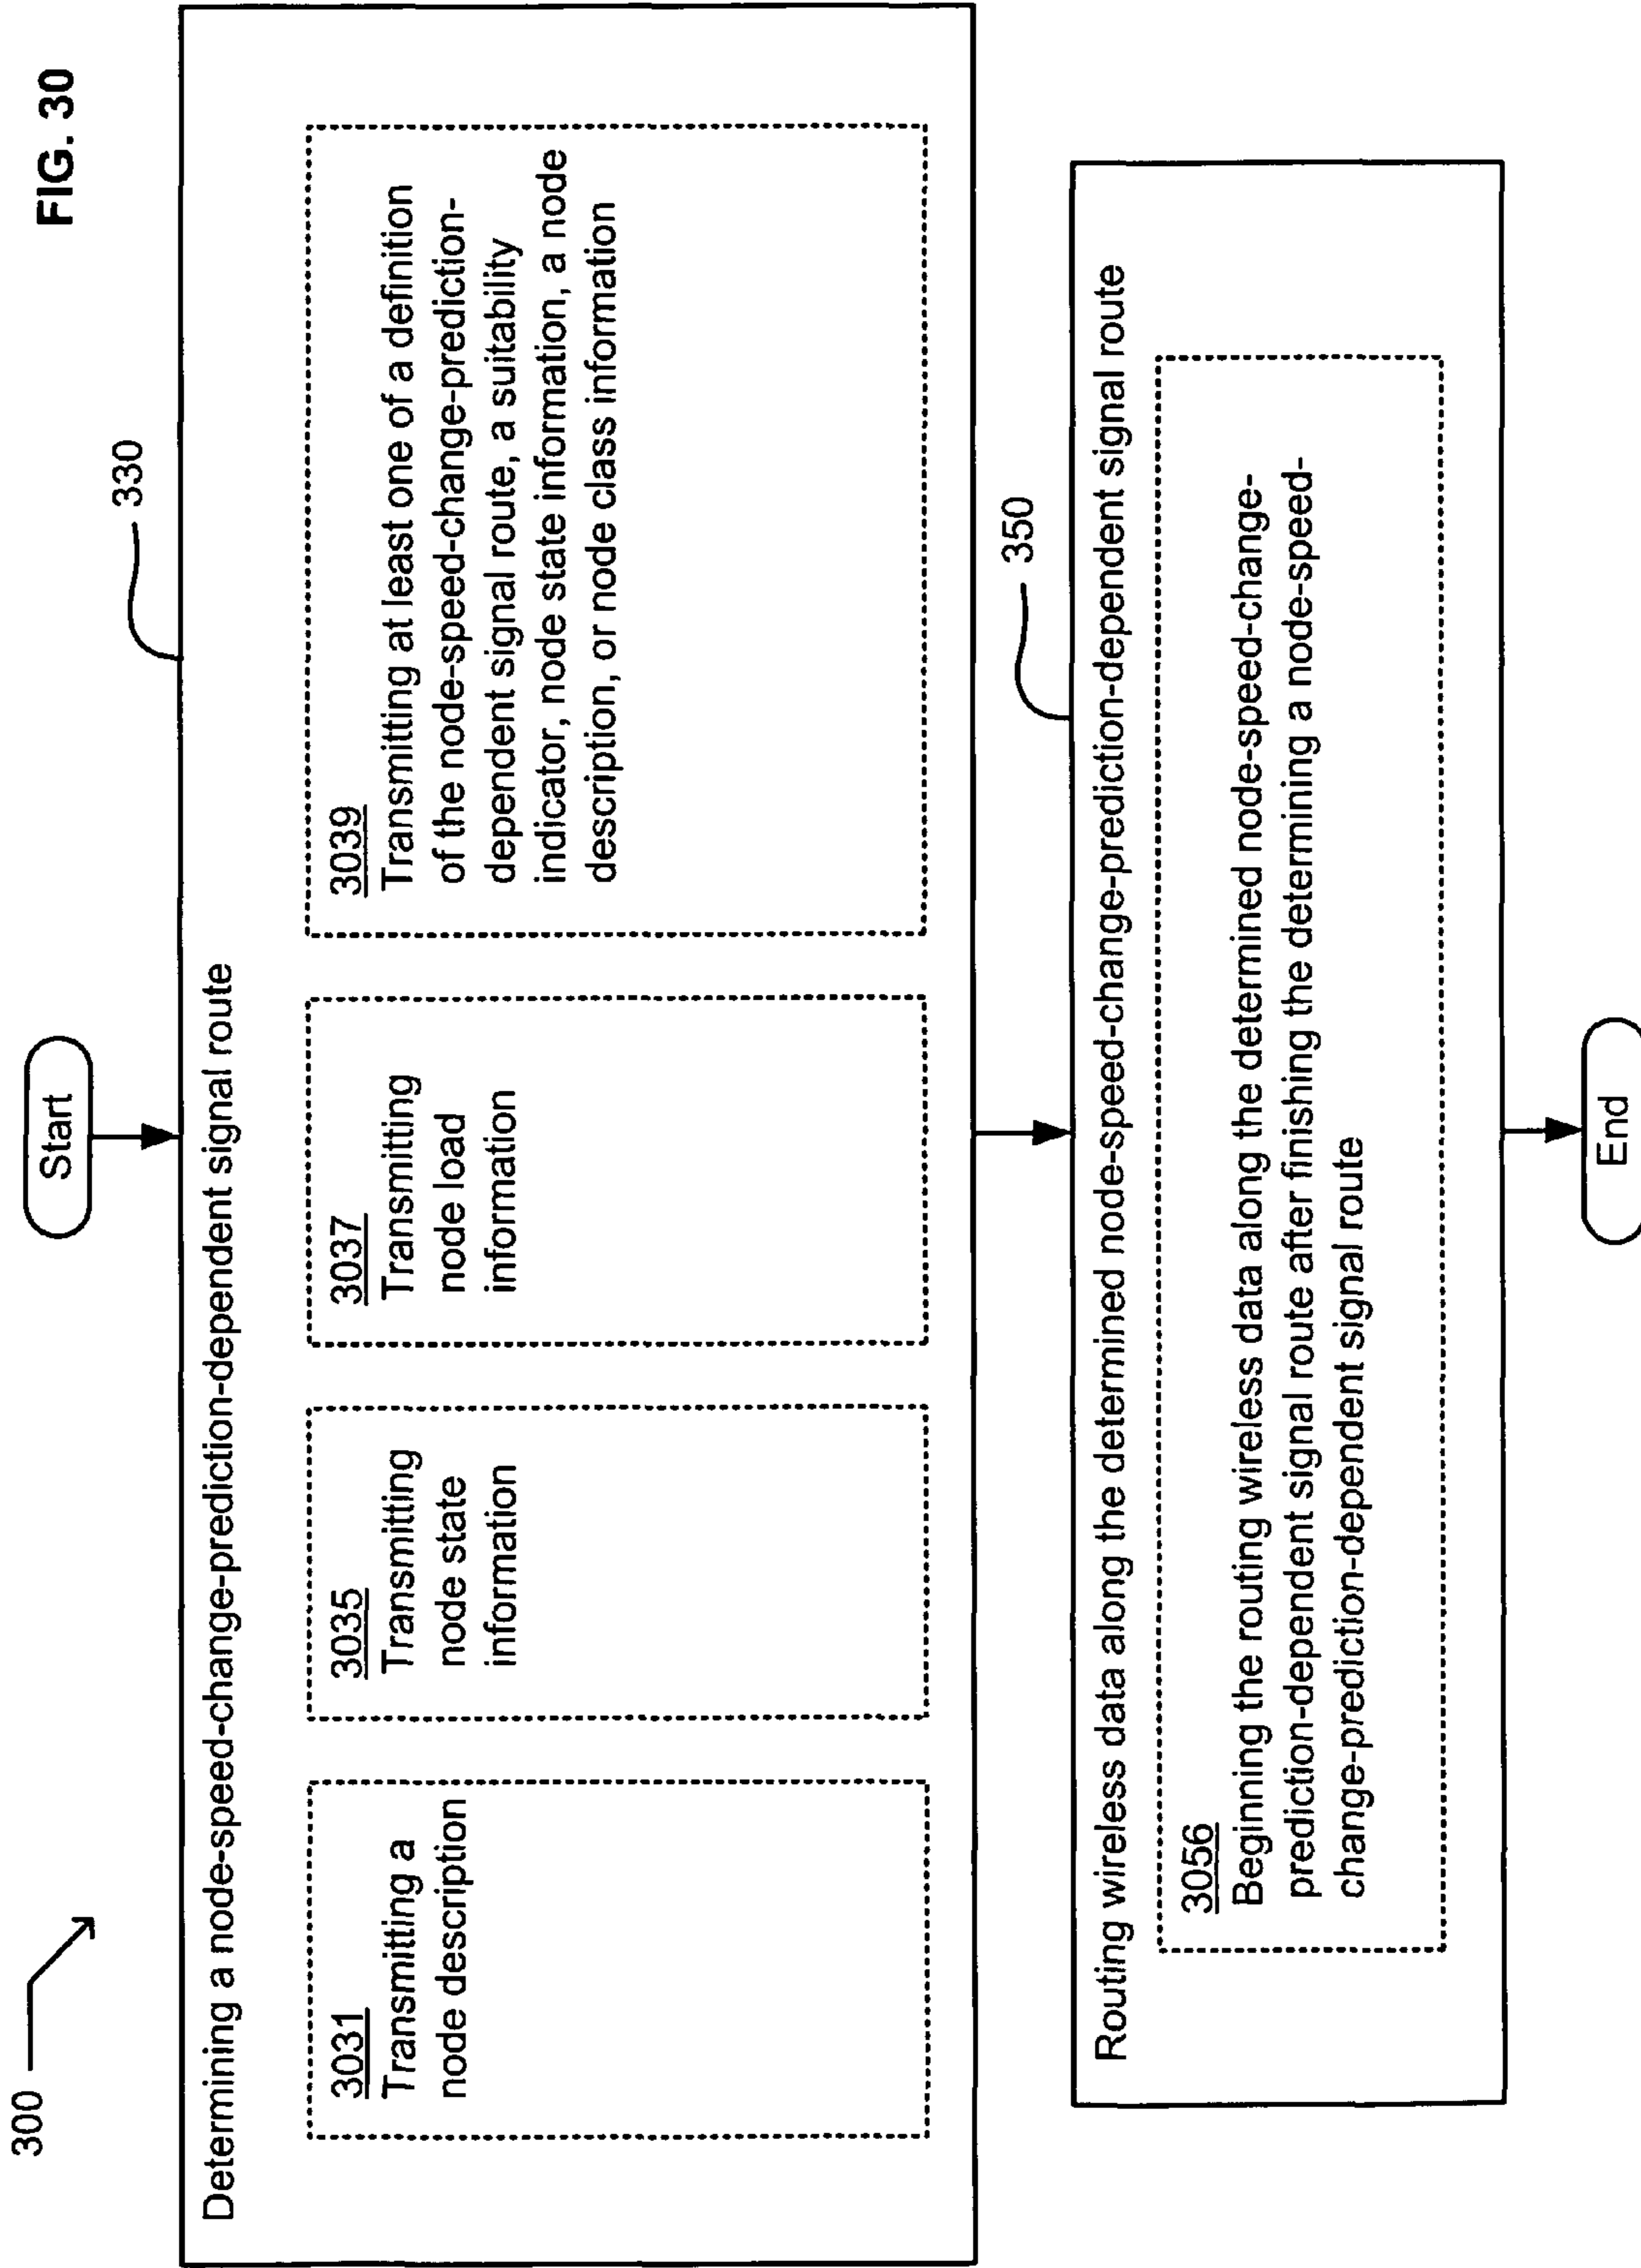 300
FIG. 30
Start
330
Determining a node-speed-change-prediction-dependent signal route
3031
Transmitting a
node description
3035
Transmitting
node state
information
3037
Transmitting
node load
information
3039
Transmitting at least one of a definition
of the node-speed-change-prediction-
dependent signal route, a suitability
indicator, node state information, a node
description, or node class information
350
Routing wireless data along the determined node-speed-change-prediction-dependent signal route
3056
Beginning the routing wireless data along the determined node-speed-change-
prediction-dependent signal route after finishing the determining a node-speed-
change-prediction-dependent signal route
End